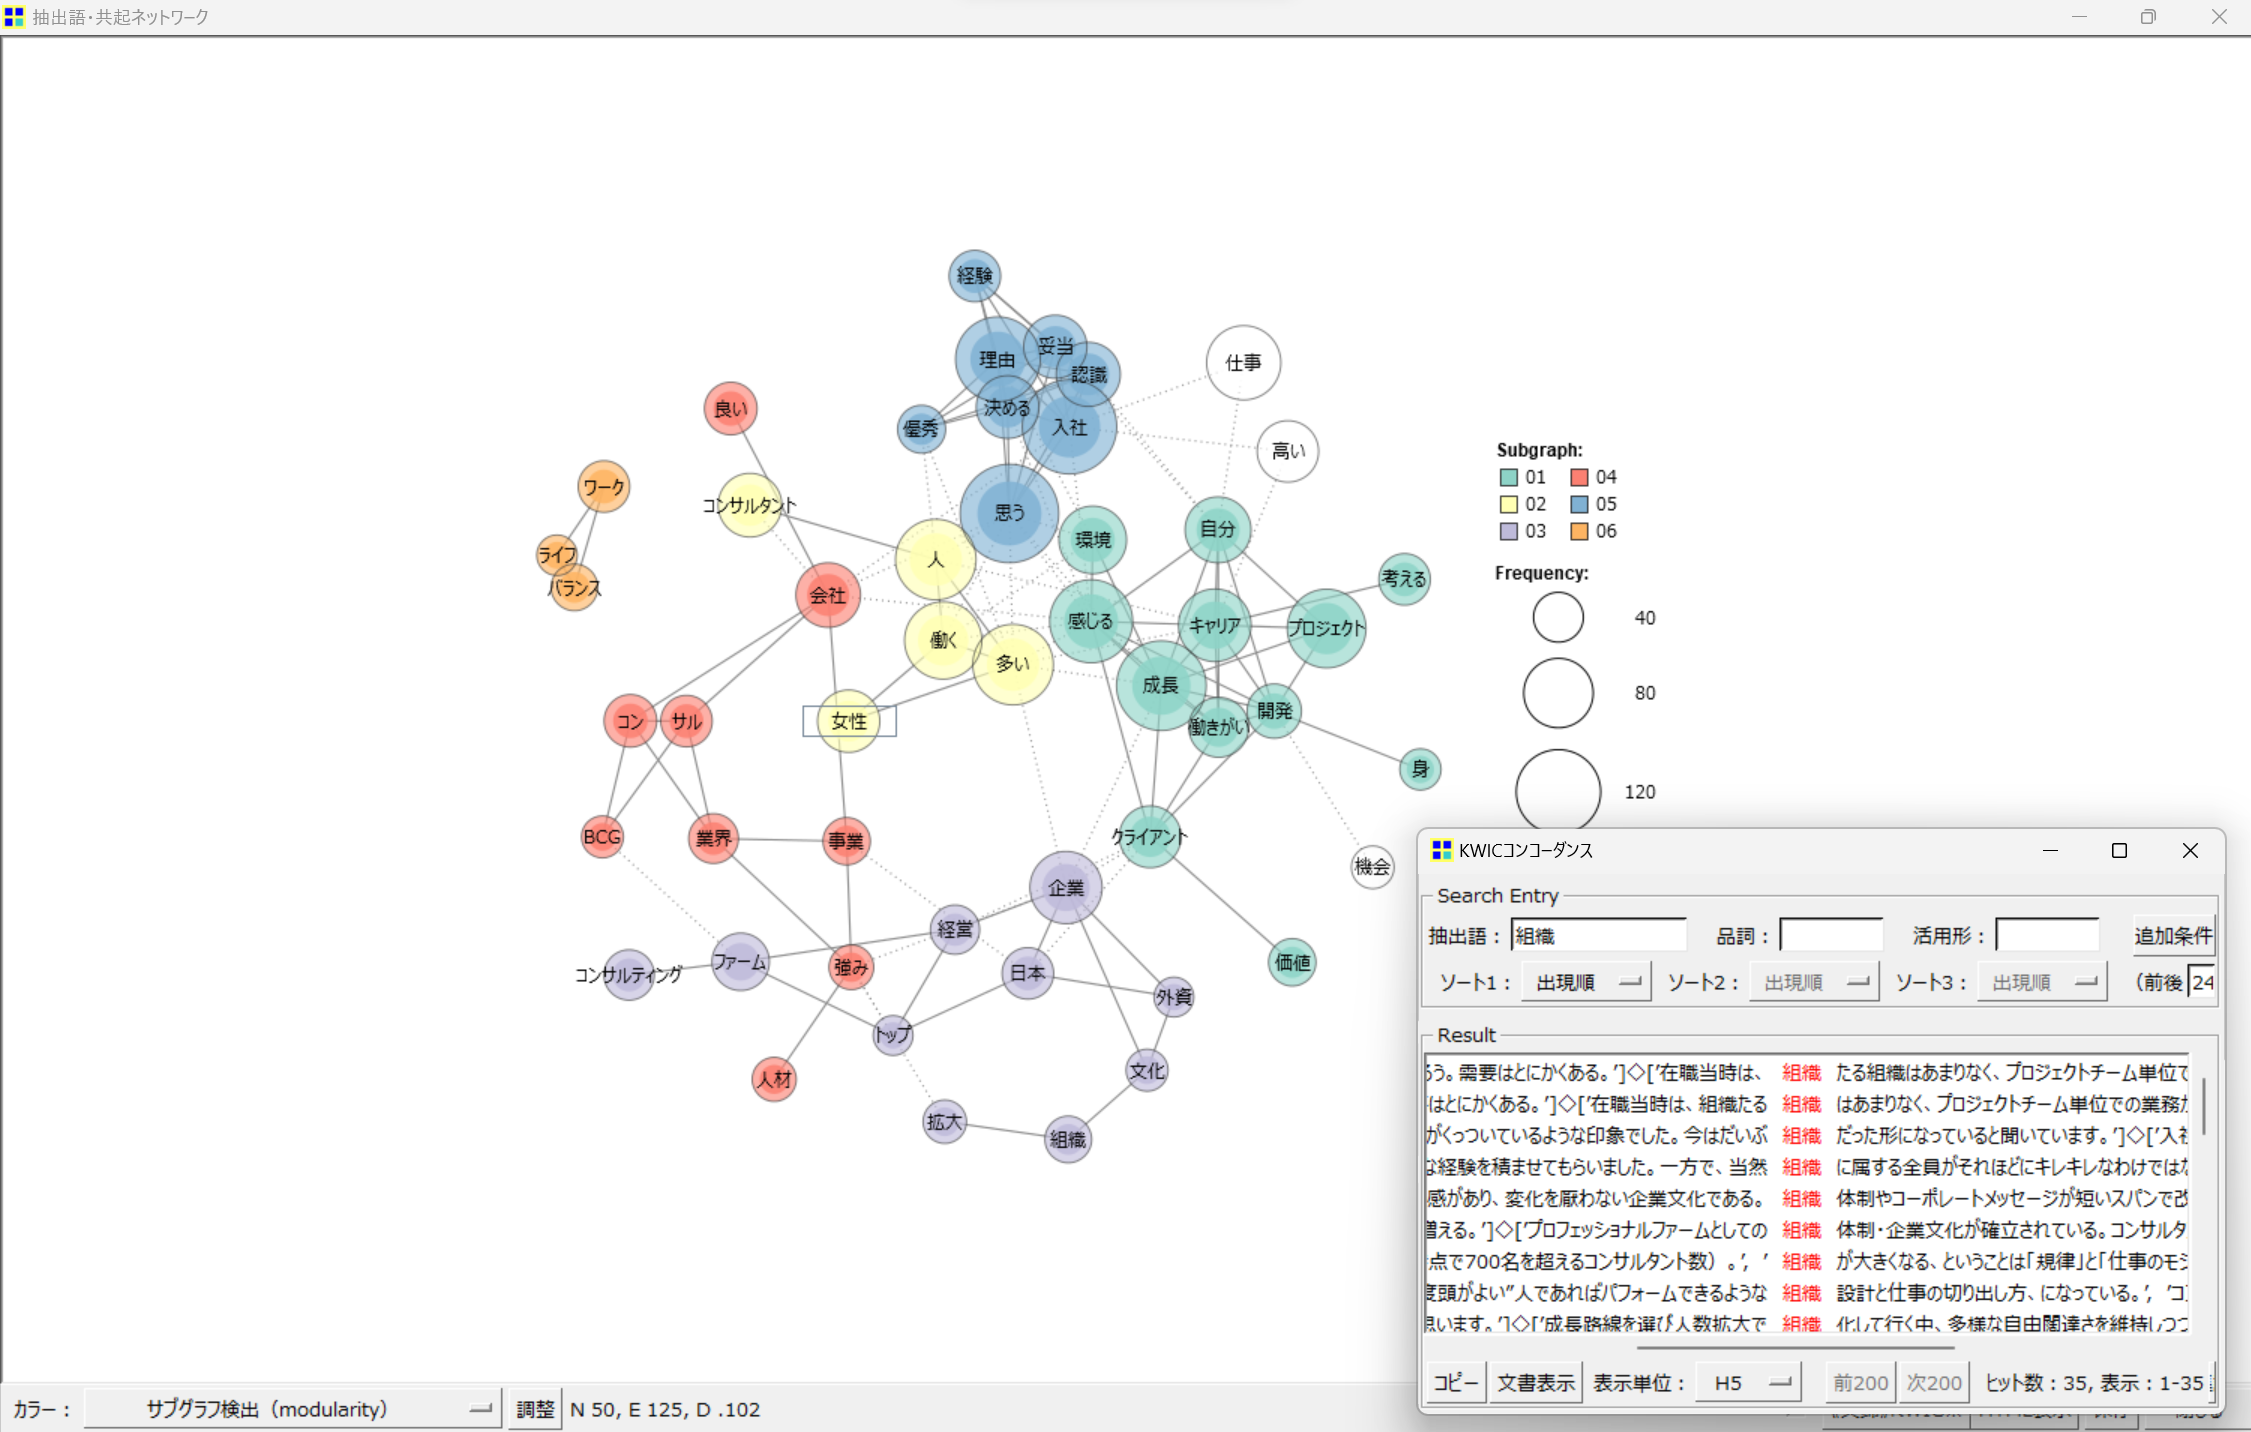 抽出語・共起ネットワーク
経験
理由
妥当
認識
仕事
決める
入社
優秀
良い
高い
Subgraph:
01 04
02 05
03 06
ワーク
コンサルタント
思う
自分
環境
ライフ
人
Frequency:
考える
バランス
会社
40
感じる
キャリア
プロジェクト
働く
多い
成長
80
コン
サル
女性
働きがい
開発
身
120
BCG
業界
事業
クライアント
機会
企業
経営
価値
コンサルティング
ファーム
強み
日本
外資
トップ
人材
文化
拡大
組織
KWICコンコーダンス
Search Entry
抽出語： 組織 品詞： 活用形： 追加条件
ソート1： 出現順 ソート2： 出現順 ソート3： 出現順 （前後 24
Result
う。需要はとにかくある。']◇['在職当時は、 組織 たる組織はあまりなく、プロジェクトチーム単位で
はとにかくある。']◇['在職当時は、組織たる 組織 はあまりなく、プロジェクトチーム単位での業務
がくっついているような印象でした。今はだいぶ 組織 だった形になっていると聞いています。']◇['入
な経験を積ませてもらいました。一方で、当然 組織 に属する全員がそれほどにキレキレなわけでは
感があり、変化を厭わない企業文化である。 組織 体制やコーポレートメッセージが短いスパンで
増える。']◇['プロフェッショナルファームとしての 組織 体制・企業文化が確立されている。コンサルタ
点で700名を超えるコンサルタント数）。', ' 組織 が大きくなる、ということは「規律」と「仕事のモジ
度頭がよい”人であればパフォームできるような 組織 設計と仕事の切り出し方、になっている。', 'コ
思います。']◇['成長路線を選び人数拡大で 組織 化して行く中、多様な自由闊達さを維持しつつ
コピー 文書表示 表示単位： H5 前200 次200 ヒット数：35, 表示：1-35
カラー： サブグラフ検出（modularity） 調整 N 50, E 125, D .102